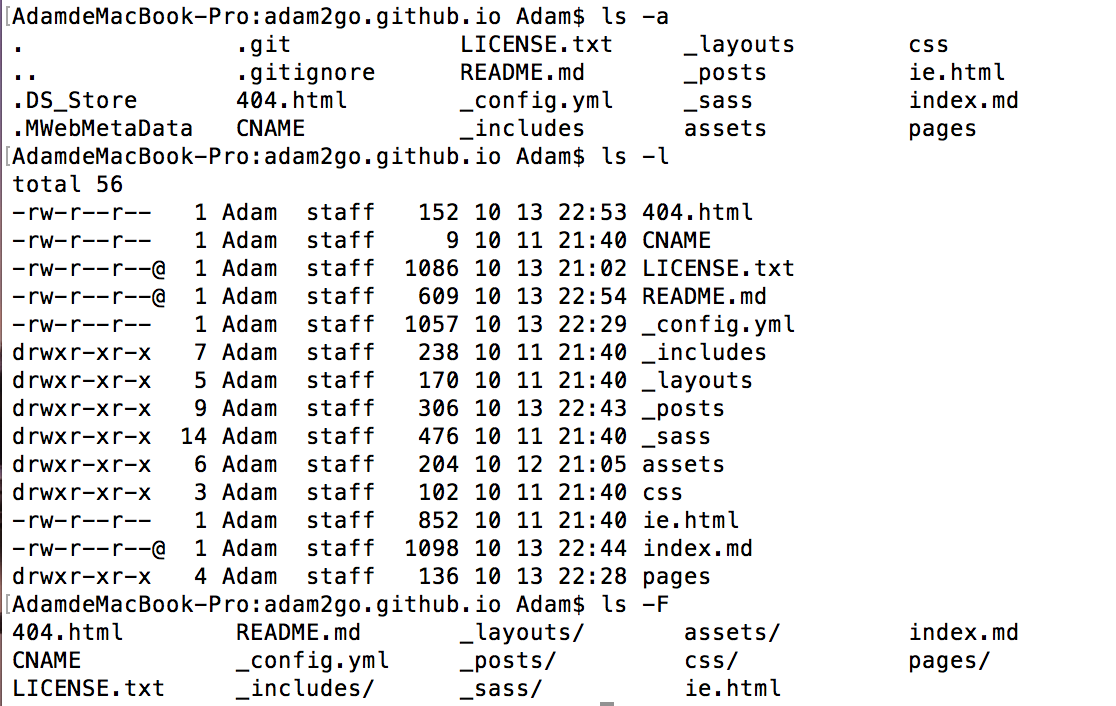 [AdamdeMacBook-Pro:adam2go.github.io Adam$ ls -a
. .git LICENSE.txt _layouts css
.. .gitignore README.md _posts ie.html
.DS_Store 404.html _config.yml _sass index.md
.MWebMetaData CNAME _includes assets pages
[AdamdeMacBook-Pro:adam2go.github.io Adam$ ls -l
total 56
-rw-r--r-- 1 Adam staff 152 10 13 22:53 404.html
-rw-r--r-- 1 Adam staff 9 10 11 21:40 CNAME
-rw-r--r--@ 1 Adam staff 1086 10 13 21:02 LICENSE.txt
-rw-r--r--@ 1 Adam staff 609 10 13 22:54 README.md
-rw-r--r-- 1 Adam staff 1057 10 13 22:29 _config.yml
drwxr-xr-x 7 Adam staff 238 10 11 21:40 _includes
drwxr-xr-x 5 Adam staff 170 10 11 21:40 _layouts
drwxr-xr-x 9 Adam staff 306 10 13 22:43 _posts
drwxr-xr-x 14 Adam staff 476 10 11 21:40 _sass
drwxr-xr-x 6 Adam staff 204 10 12 21:05 assets
drwxr-xr-x 3 Adam staff 102 10 11 21:40 css
-rw-r--r-- 1 Adam staff 852 10 11 21:40 ie.html
-rw-r--r--@ 1 Adam staff 1098 10 13 22:44 index.md
drwxr-xr-x 4 Adam staff 136 10 13 22:28 pages
[AdamdeMacBook-Pro:adam2go.github.io Adam$ ls -F
404.html README.md _layouts/ assets/ index.md
CNAME _config.yml _posts/ css/ pages/
LICENSE.txt _includes/ _sass/ ie.html